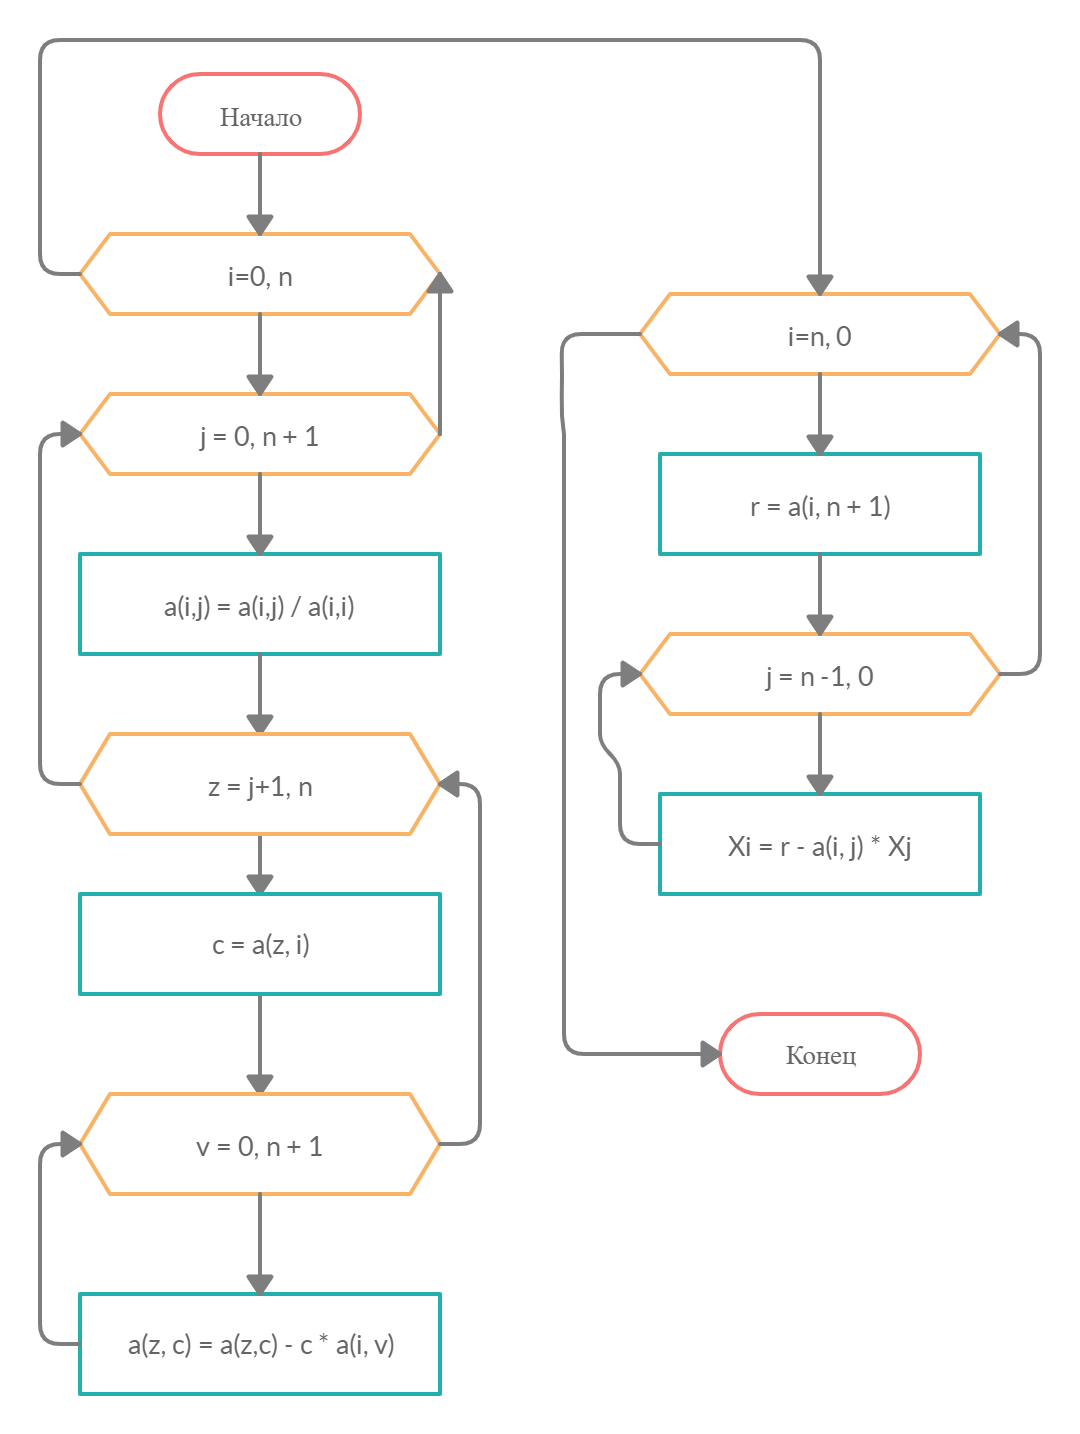 Начало
i=0, n
j = 0, n + 1
a(i,j) = a(i,j) / a(i,i)
z = j+1, n
c = a(z, i)
v = 0, n + 1
a(z, c) = a(z,c) - c * a(i, v)
i=n, 0
r = a(i, n + 1)
j = n -1, 0
Xi = r - a(i, j) * Xj
Конец